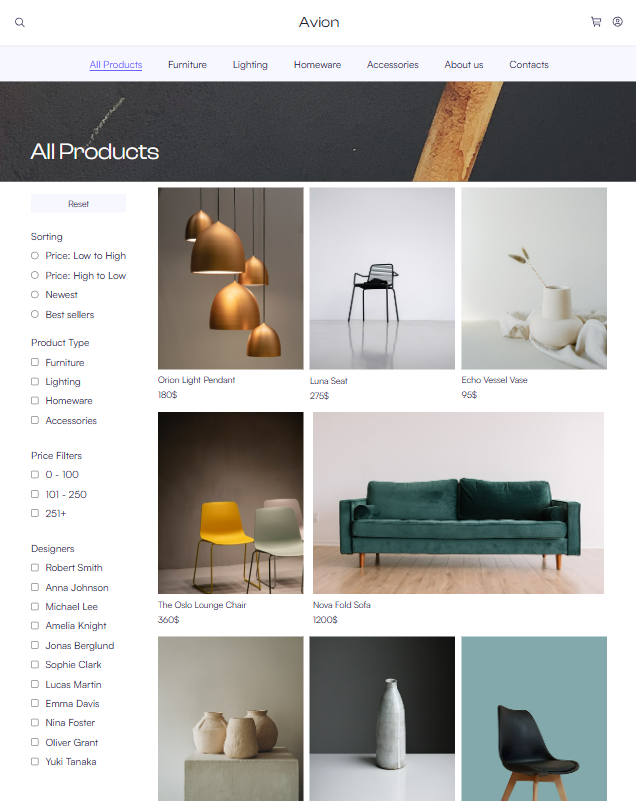 Avion
All Products Furniture Lighting Homeware Accessories About us Contacts
All Products
Reset
Sorting
Price: Low to High
Price: High to Low
Newest
Best sellers
Product Type
Furniture
Lighting
Homeware
Accessories
Price Filters
0 - 100
101 - 250
251+
Designers
Robert Smith
Anna Johnson
Michael Lee
Amelia Knight
Jonas Berglund
Sophie Clark
Lucas Martin
Emma Davis
Nina Foster
Oliver Grant
Yuki Tanaka
Orion Light Pendant
180$
Luna Seat
275$
Echo Vessel Vase
95$
The Oslo Lounge Chair
360$
Nova Fold Sofa
1200$